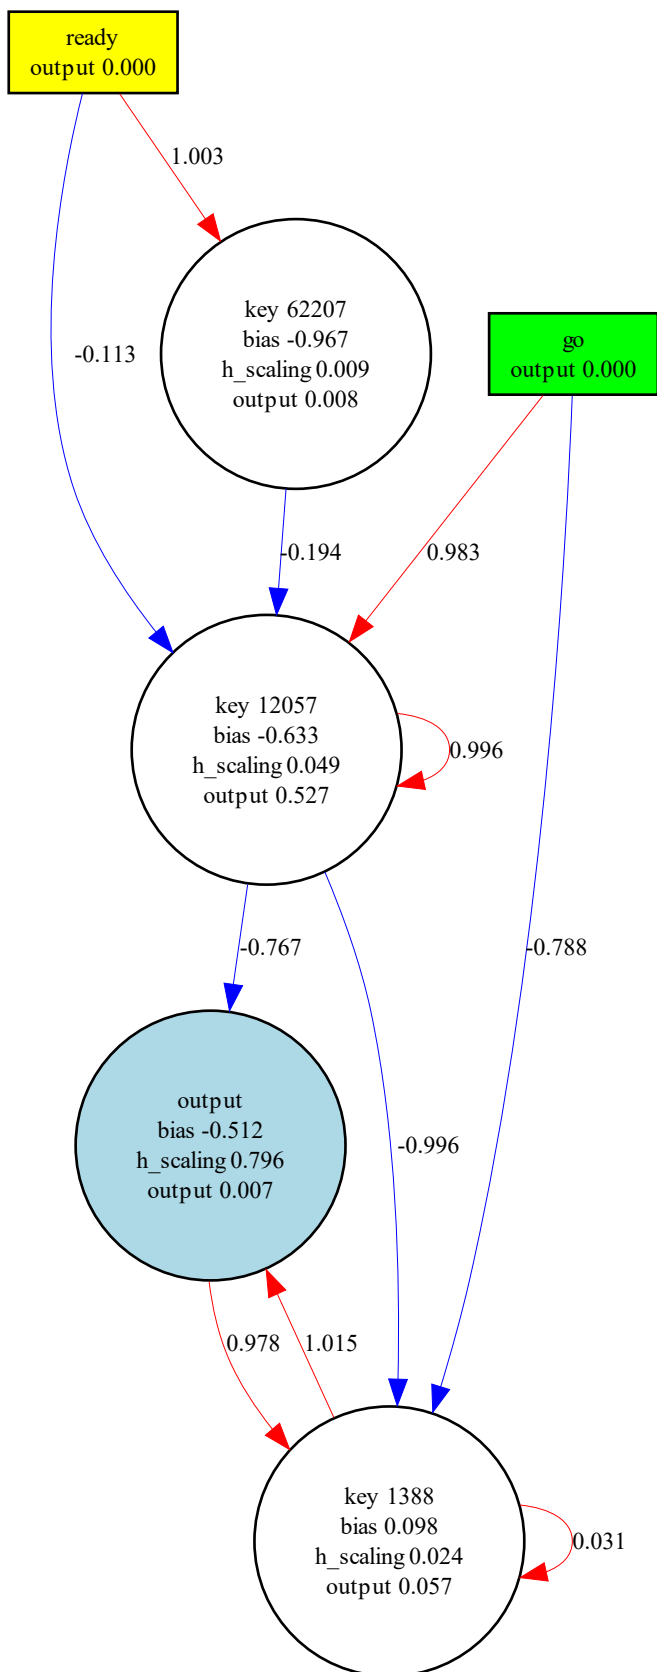 ready
output 0.000
1.003
key 62207
bias -0.967
h_scaling 0.009
output 0.008
go
output 0.000
-0.113
-0.194
0.983
key 12057
bias -0.633
h_scaling 0.049
output 0.527
0.996
-0.767
-0.788
output
bias -0.512
h_scaling 0.796
output 0.007
-0.996
0.978
1.015
key 1388
bias 0.098
h_scaling 0.024
output 0.057
0.031